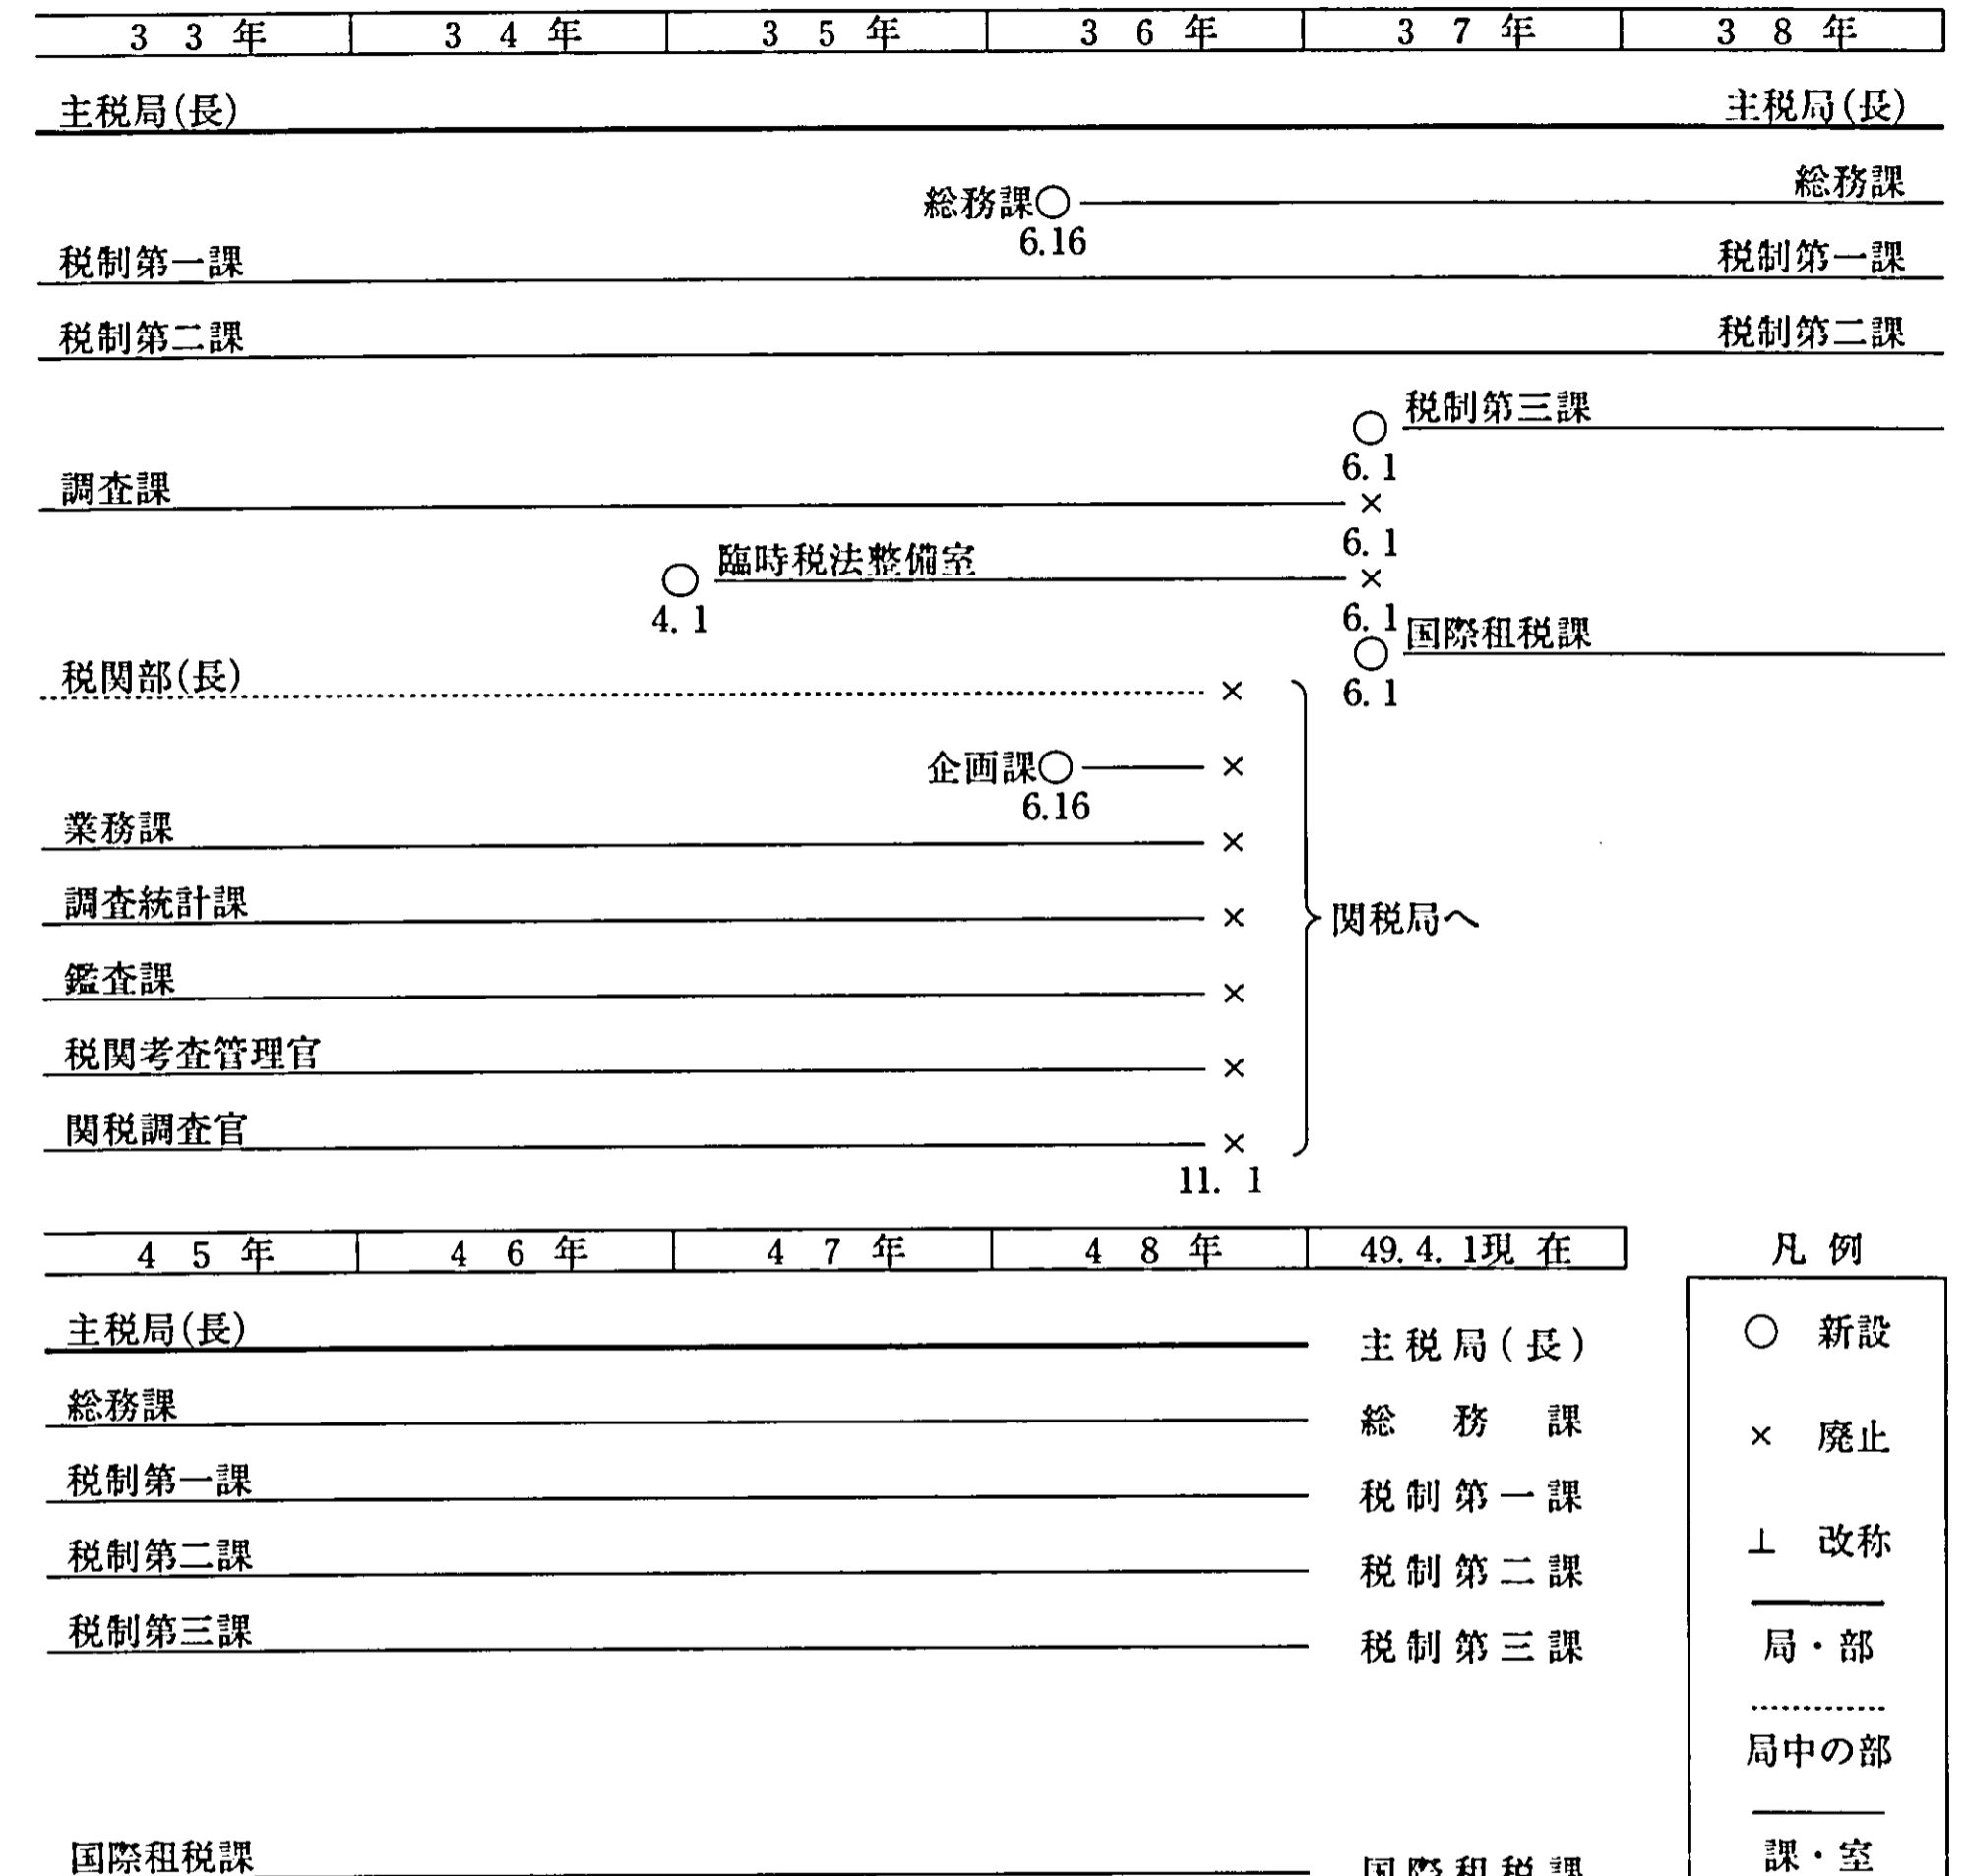 33年 34年 35年 36年 37年 38年
主税局(長) 主税局(長)
総務課
総務課○
6.16
税制第一課 税制第一課
税制第二課 税制第二課
○ 税制第三課
6. 1
調査課 ×
6. 1
○ 臨時税法整備室 ×
4. 1 6. 1
○ 国際租税課
6. 1
税関部(長) ×
企画課○ ×
6.16
業務課 ×
調査統計課 × 関税局へ
鑑査課 ×
税関考査管理官 ×
関税調査官 ×
11. 1
45年 46年 47年 48年 49. 4. 1現在
主税局(長) 主税局(長)
総務課 総務課
税制第一課 税制第一課
税制第二課 税制第二課
税制第三課 税制第三課
国際租税課 国際租税課
凡例
○ 新設
× 廃止
⊥ 改称
局・部
局中の部
課・室